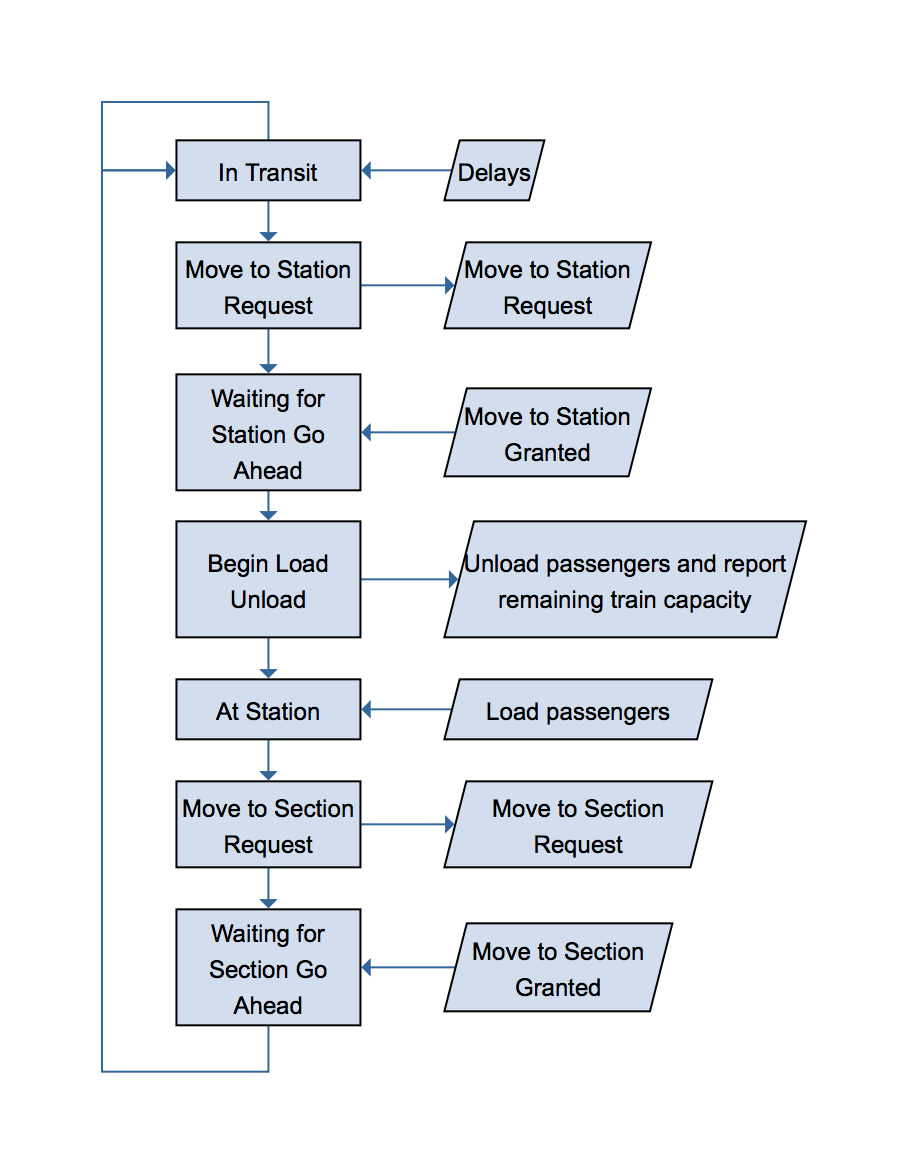 In Transit
Delays
Move to Station
Request
Move to Station
Request
Waiting for
Station Go
Ahead
Move to Station
Granted
Begin Load
Unload
Unload passengers and report
remaining train capacity
At Station
Load passengers
Move to Section
Request
Move to Section
Request
Waiting for
Section Go
Ahead
Move to Section
Granted